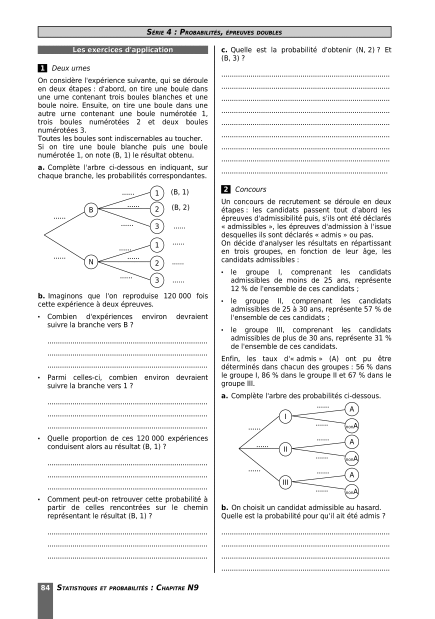 SÉRIE 4 : PROBABILITÉS, ÉPREUVES DOUBLES
Les exercices d'application
1 Deux urnes
On considère l'expérience suivante, qui se déroule
en deux étapes : d'abord, on tire une boule dans
une urne contenant trois boules blanches et une
boule noire. Ensuite, on tire une boule dans une
autre urne contenant une boule numérotée 1,
trois boules numérotées 2 et deux boules
numérotées 3.
Toutes les boules sont indiscernables au toucher.
Si on tire une boule blanche puis une boule
numérotée 1, on note (B, 1) le résultat obtenu.
a. Complète l'arbre ci-dessous en indiquant, sur
chaque branche, les probabilités correspondantes.
...... 1 (B, 1)
...... B ...... 2 (B, 2)
...... 3 ......
...... 1 ......
...... N ...... 2 ......
...... 3 ......
b. Imaginons que l'on reproduise 120 000 fois
cette expérience à deux épreuves.
• Combien d'expériences environ devraient
suivre la branche vers B ?
• Parmi celles-ci, combien environ devraient
suivre la branche vers 1 ?
• Quelle proportion de ces 120 000 expériences
conduisent alors au résultat (B, 1) ?
• Comment peut-on retrouver cette probabilité à
partir de celles rencontrées sur le chemin
représentant le résultat (B, 1) ?
c. Quelle est la probabilité d'obtenir (N, 2) ? Et
(B, 3) ?
2 Concours
Un concours de recrutement se déroule en deux
étapes : les candidats passent tout d'abord les
épreuves d'admissibilité puis, s'ils ont été déclarés
« admissibles », les épreuves d'admission à l'issue
desquelles ils sont déclarés « admis » ou pas.
On décide d'analyser les résultats en répartissant
en trois groupes, en fonction de leur âge, les
candidats admissibles :
• le groupe I, comprenant les candidats
admissibles de moins de 25 ans, représente
12 % de l'ensemble de ces candidats ;
• le groupe II, comprenant les candidats
admissibles de 25 à 30 ans, représente 57 % de
l'ensemble de ces candidats ;
• le groupe III, comprenant les candidats
admissibles de plus de 30 ans, représente 31 %
de l'ensemble de ces candidats.
Enfin, les taux d'« admis » (A) ont pu être
déterminés dans chacun des groupes : 56 % dans
le groupe I, 86 % dans le groupe II et 67 % dans le
groupe III.
a. Complète l'arbre des probabilités ci-dessous.
...... A
I
...... ...... nonA
...... A
...... II
...... nonA
...... ...... A
III
...... nonA
b. On choisit un candidat admissible au hasard.
Quelle est la probabilité pour qu'il ait été admis ?
84 STATISTIQUES ET PROBABILITÉS : CHAPITRE N9